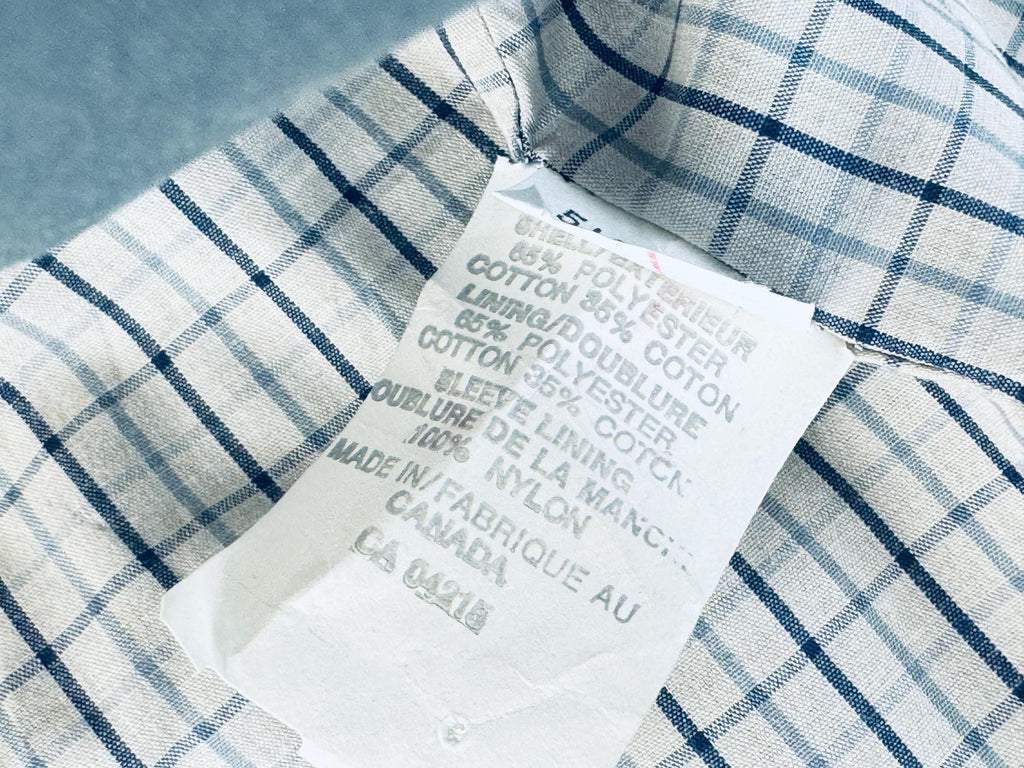 SHELL/EXTERIEUR
65% POLYESTER
COTTON 35% COTON
LINING/DOUBLURE
65% POLYESTER
COTTON 35% COTON
SLEEVE LINING
DOUBLURE DE LA MANCHE
100% NYLON
MADE IN/FABRIQUE AU
CANADA
CA 04215